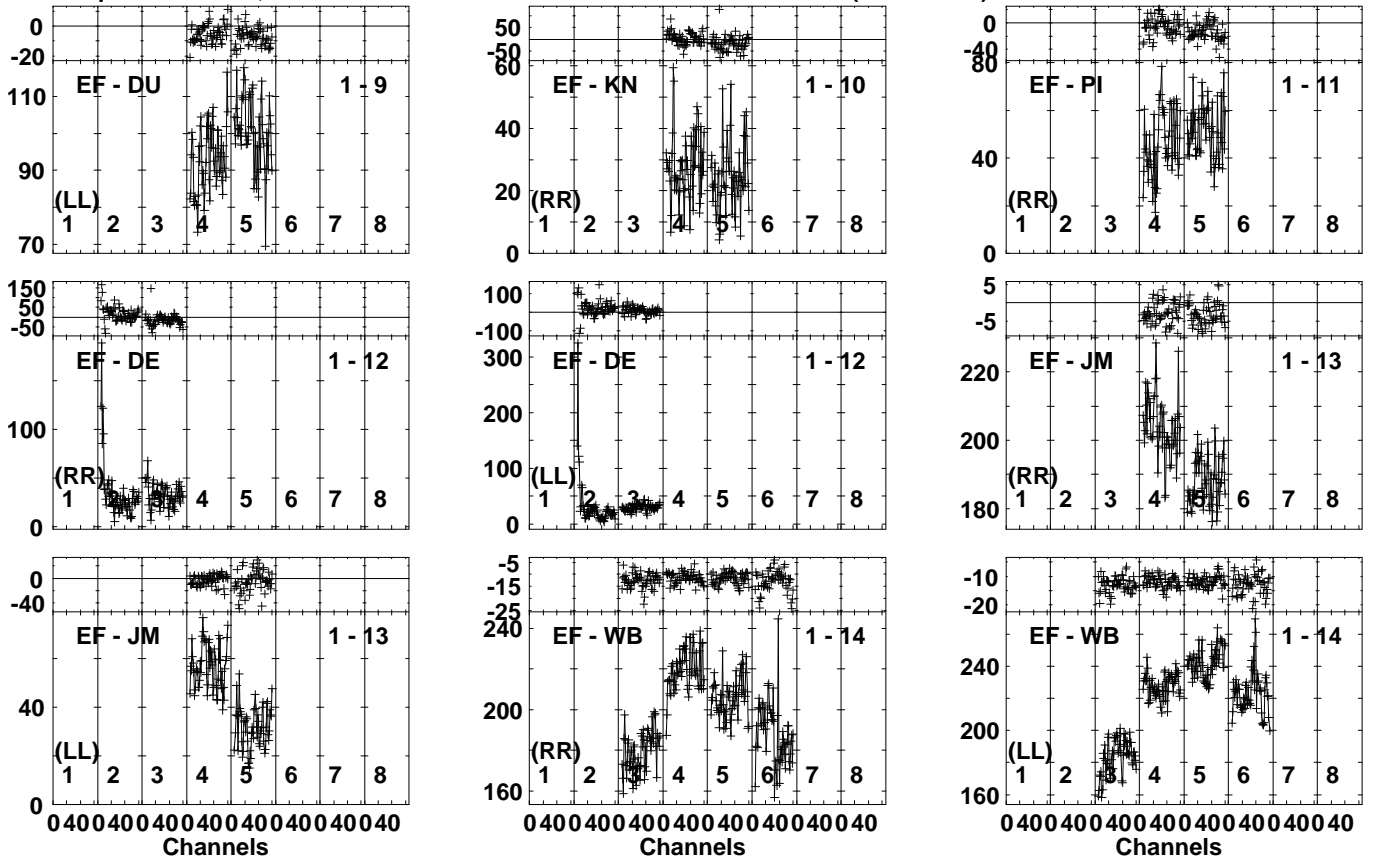 0
-20
EF - DU
1 - 9
110
90
70
(LL)
1 2 3 4 5 6 7 8
50
-50
60
EF - KN
1 - 10
40
20
0
(RR)
1 2 3 4 5 6 7 8
0
-40
80
EF - PI
1 - 11
40
0
(RR)
1 2 3 4 5 6 7 8
150
50
-50
EF - DE
1 - 12
100
0
(RR)
1 2 3 4 5 6 7 8
100
-100
300
EF - DE
1 - 12
200
100
0
(LL)
1 2 3 4 5 6 7 8
5
-5
EF - JM
1 - 13
220
200
180
(RR)
1 2 3 4 5 6 7 8
0
-40
EF - JM
1 - 13
40
0
(LL)
1 2 3 4 5 6 7 8
0 40 0 40 0 40 0 40 0 40 0 40 0 40 0 40
Channels
-5
-15
-25
240
EF - WB
1 - 14
200
160
(RR)
1 2 3 4 5 6 7 8
0 40 0 40 0 40 0 40 0 40 0 40 0 40 0 40
Channels
-10
-20
EF - WB
1 - 14
240
200
160
(LL)
1 2 3 4 5 6 7 8
0 40 0 40 0 40 0 40 0 40 0 40 0 40 0 40
Channels